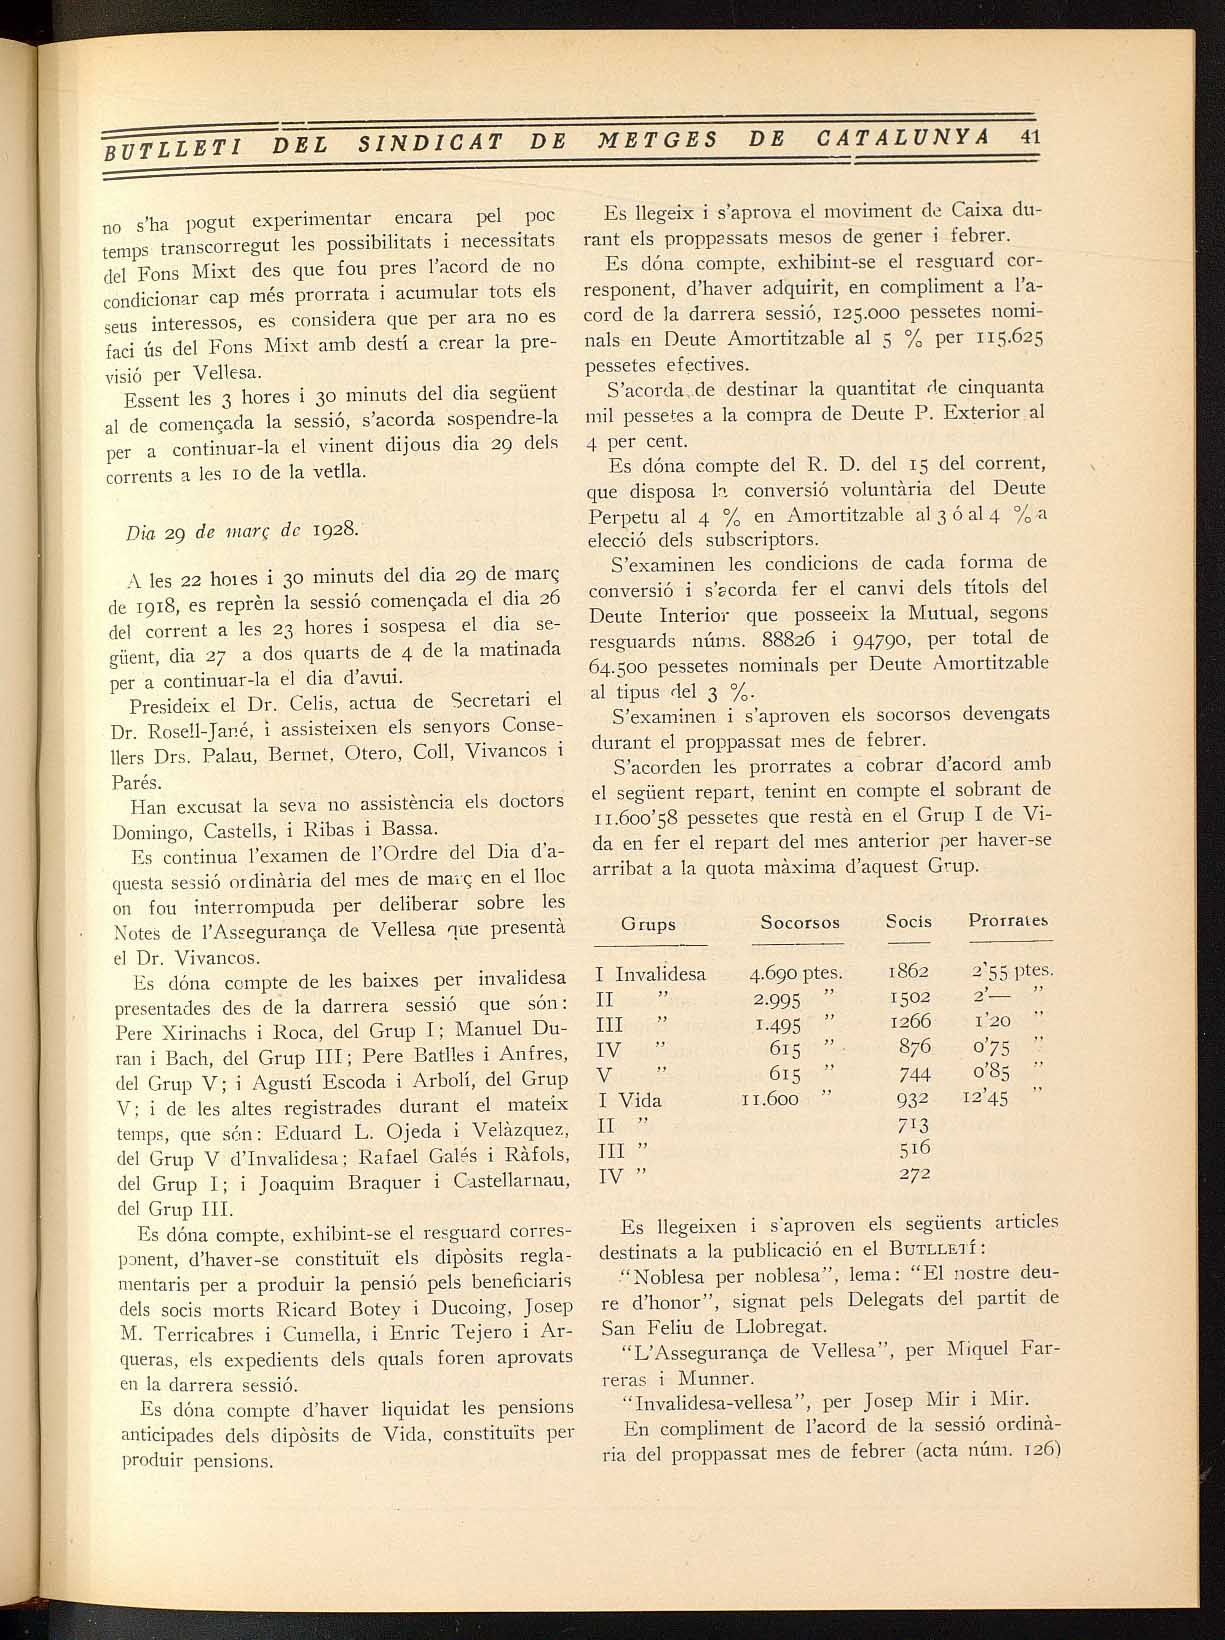 BUTLLETI DEL SINDICAT DE METGES DE CATALUNYA 41
no s'ha pogut experimentar encara pel poc
temps transcorregut les possibilitats i necessitats
del Fons Mixt des que fou pres l'acord de no
condicionar cap més prorrata i acumular tots els
seus interessos, es considera que per ara no es
faci ús del Fons Mixt amb destí a crear la pre-
visió per Vellesa.
Essent les 3 hores i 30 minuts del dia següent
al de començada la sessió, s'acorda sospendre-la
per a continuar-la el vinent dijous dia 29 dels
corrents a les 10 de la vetlla.
Dia 29 de març de 1928.
A les 22 hores i 30 minuts del dia 29 de març
de 1918, es reprèn la sessió començada el dia 26
del corrent a les 23 hores i sospesa el dia se-
güent, dia 27 a dos quarts de 4 de la matinada
per a continuar-la el dia d'avui.
Presideix el Dr. Celis, actua de Secretari el
Dr. Rosell-Jané, i assisteixen els senyors Conse-
llers Drs. Palau, Bernet, Otero, Coll, Vivancos i
Parés.
Han excusat la seva no assistència els doctors
Domingo, Castells, i Ribas i Bassa.
Es continua l'examen de l'Ordre del Dia d'a-
questa sessió ordinària del mes de març en el lloc
on fou interrompuda per deliberar sobre les
Notes de l'Assegurança de Vellesa que presentà
el Dr. Vivancos.
Es dóna compte de les baixes per invalidesa
presentades des de la darrera sessió que són:
Pere Xirinachs i Roca, del Grup I; Manuel Du-
ran i Bach, del Grup III; Pere Batlles i Anfres,
del Grup V; i Agustí Escoda i Arbolí, del Grup
V; i de les altes registrades durant el mateix
temps, que són: Eduard L. Ojeda i Velàzquez,
del Grup V d'Invalidesa; Rafael Galés i Ràfols,
del Grup I; i Joaquim Braquer i Castellarnau,
del Grup III.
Es dóna compte, exhibint-se el resguard corres-
ponent, d'haver-se constituït els dipòsits regla-
mentaris per a produir la pensió pels beneficiaris
dels socis morts Ricard Botey i Ducoing, Josep
M. Terricabres i Cumella, i Enric Tejero i Ar-
queras, els expedients dels quals foren aprovats
en la darrera sessió.
Es dóna compte d'haver liquidat les pensions
anticipades dels dipòsits de Vida, constituïts per
produir pensions.
Es llegeix i s'aprova el moviment de Caixa du-
rant els proppassats mesos de gener i febrer.
Es dóna compte, exhibint-se el resguard cor-
responent, d'haver adquirit, en compliment a l'a-
cord de la darrera sessió, 125.000 pessetes nomi-
nals en Deute Amortitzable al 5 % per 115.625
pessetes efectives.
S'acorda de destinar la quantitat de cinquanta
mil pessetes a la compra de Deute P. Exterior al
4 per cent.
Es dóna compte del R. D. del 15 del corrent,
que disposa la conversió voluntària del Deute
Perpetu al 4 % en Amortitzable al 3 ó al 4 % a
elecció dels subscriptors.
S'examinen les condicions de cada forma de
conversió i s'acorda fer el canvi dels títols del
Deute Interior que posseeix la Mutual, segons
resguards núms. 88826 i 94790, per total de
64.500 pessetes nominals per Deute Amortitzable
al tipus del 3 %.
S'examinen i s'aproven els socorsos devengats
durant el proppassat mes de febrer.
S'acorden les prorrates a cobrar d'acord amb
el següent repart, tenint en compte el sobrant de
11.600'58 pessetes que restà en el Grup I de Vi-
da en fer el repart del mes anterior per haver-se
arribat a la quota màxima d'aquest Grup.
Grups Socorsos Socis Prorrates
I Invalidesa 4.690 ptes. 1862 2'55 ptes.
II " 2.995 " 1502 2'— "
III " 1.495 " 1266 1'20 "
IV " 615 " 876 0'75 "
V " 615 " 744 0'85 "
I Vida 11.600 " 932 12'45 "
II " 713
III " 516
IV " 272
Es llegeixen i s'aproven els següents articles
destinats a la publicació en el BUTLLETÍ:
"Noblesa per noblesa", lema: "El nostre deu-
re d'honor", signat pels Delegats del partit de
San Feliu de Llobregat.
"L'Assegurança de Vellesa", per Miquel Far-
reras i Munner.
"Invalidesa-vellesa", per Josep Mir i Mir.
En compliment de l'acord de la sessió ordinà-
ria del proppassat mes de febrer (acta núm. 126)